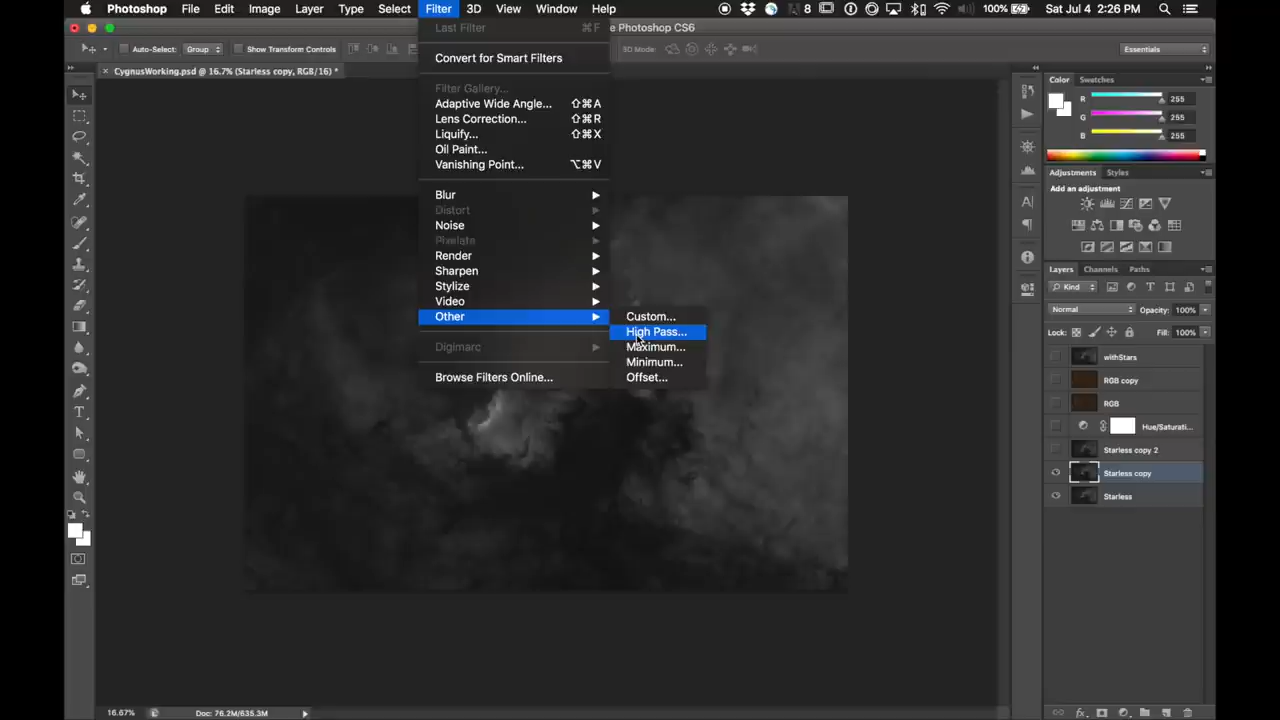 Photoshop File Edit Image Layer Type Select Filter 3D View Window Help 8 100% Sat Jul 4 2:26 PM
Last Filter ⌘F
e Photoshop CS6
Auto-Select: Group Show Transform Controls 3D Mode: Essentials
CygnusWorking.psd @ 16.7% (Starless copy, RGB/16) *
Convert for Smart Filters
Filter Gallery...
Adaptive Wide Angle... ⇧⌘A
Lens Correction... ⇧⌘R
Liquify... ⇧⌘X
Oil Paint...
Vanishing Point... ⌥⌘V
Blur
Distort
Noise
Pixelate
Render
Sharpen
Stylize
Video
Other
Digimarc
Browse Filters Online...
Custom...
High Pass...
Maximum...
Minimum...
Offset...
Color Swatches
R 255
G 255
B 255
Adjustments Styles
Add an adjustment
Layers Channels Paths
Kind
Normal Opacity: 100%
Lock: Fill: 100%
withStars
RGB copy
RGB
Hue/Saturati...
Starless copy 2
Starless copy
Starless
16.67% Doc: 76.2M/635.3M